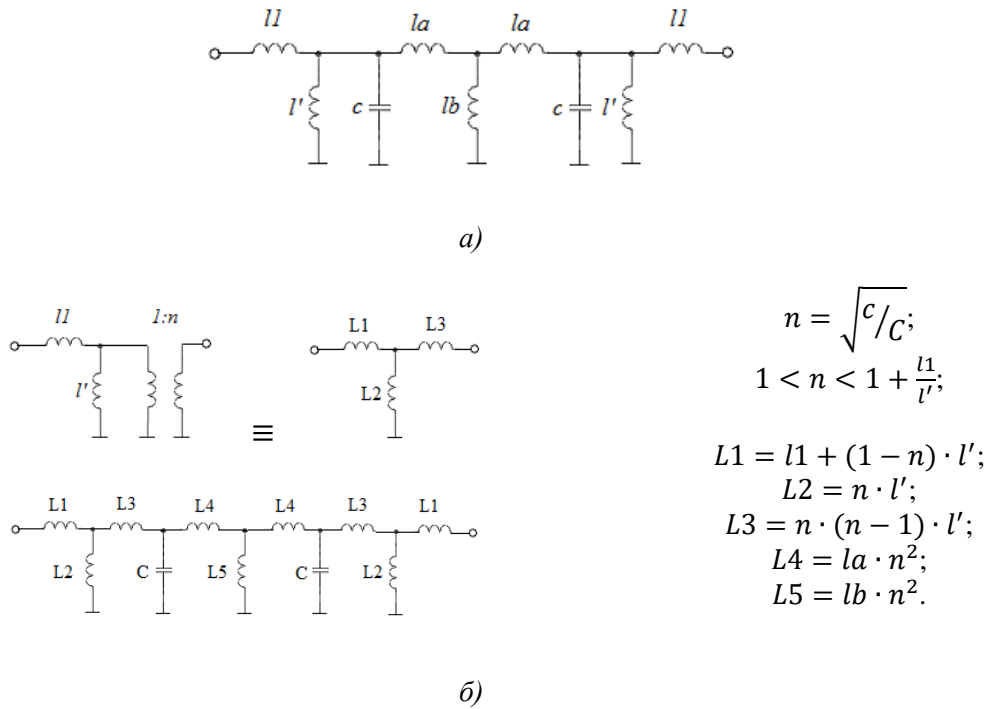 l1 la la l1
l' c lb c l'
а)
l1 1:n
l'
≡
L1 L3
L2
L1 L3 L4 L4 L3 L1
L2 C L5 C L2
n = √(c/C);
1 < n < 1 + l1/l′;
L1 = l1 + (1 − n) · l′;
L2 = n · l′;
L3 = n · (n − 1) · l′;
L4 = la · n²;
L5 = lb · n².
б)